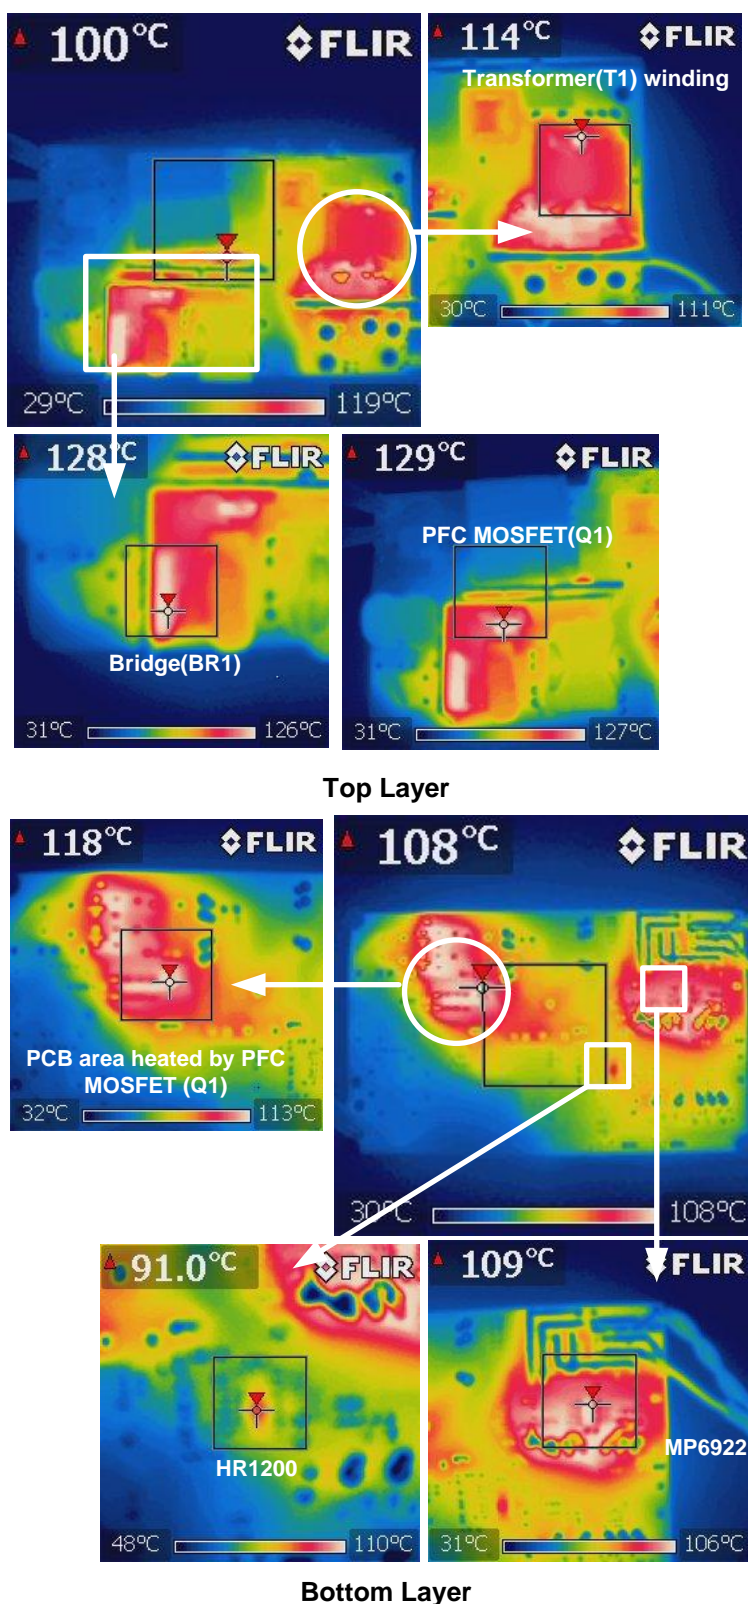 100°C
FLIR
114°C
FLIR
Transformer(T1) winding
30°C
111°C
29°C
119°C
128°C
FLIR
129°C
FLIR
PFC MOSFET(Q1)
Bridge(BR1)
31°C
126°C
31°C
127°C
Top Layer
118°C
FLIR
108°C
FLIR
PCB area heated by PFC
MOSFET (Q1)
32°C
113°C
30°C
108°C
91.0°C
FLIR
109°C
FLIR
HR1200
MP6922
48°C
110°C
31°C
106°C
Bottom Layer